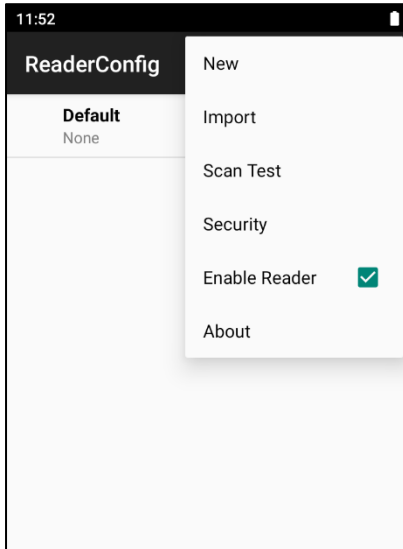 11:52
ReaderConfig
Default
None
New
Import
Scan Test
Security
Enable Reader
About